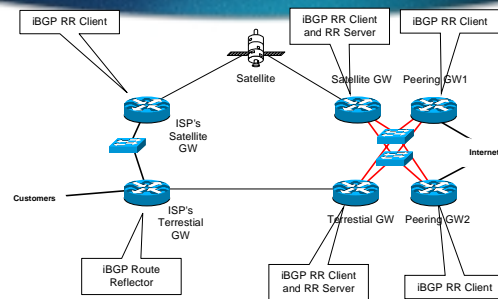 iBGP RR Client
iBGP RR Client
and RR Server
iBGP RR Client
Satellite
Satellite GW
Peering GW1
ISP's
Satellite
GW
Internet
Customers
ISP's
Terrestial
GW
Terrestial GW
Peering GW2
iBGP Route
Reflector
iBGP RR Client
and RR Server
iBGP RR Client